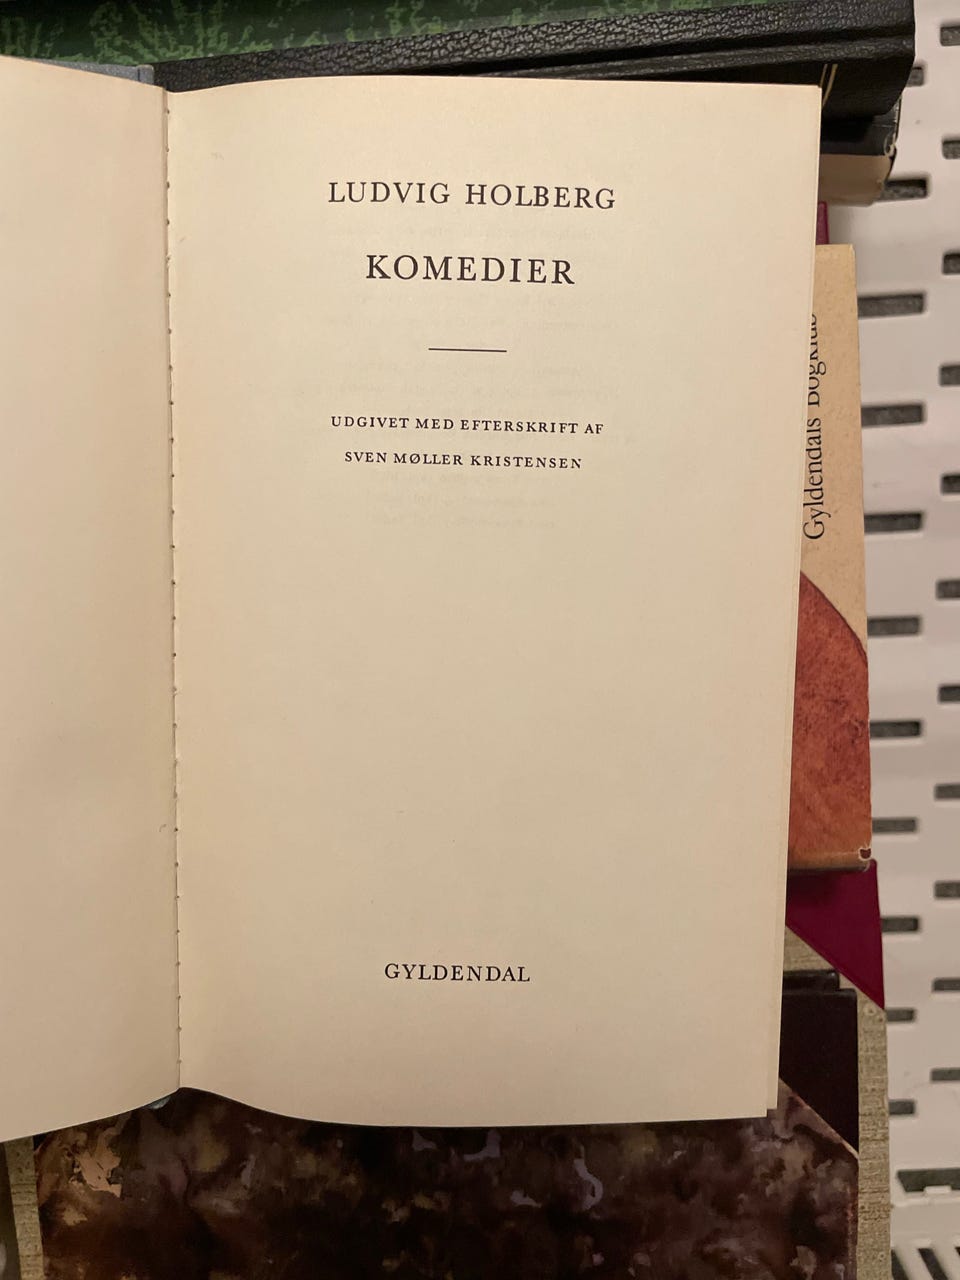 LUDVIG HOLBERG
KOMEDIER
UDGIVET MED EFTERSKRIFT AF
SVEN MØLLER KRISTENSEN
GYLDENDAL
Gyldendals Bogklub